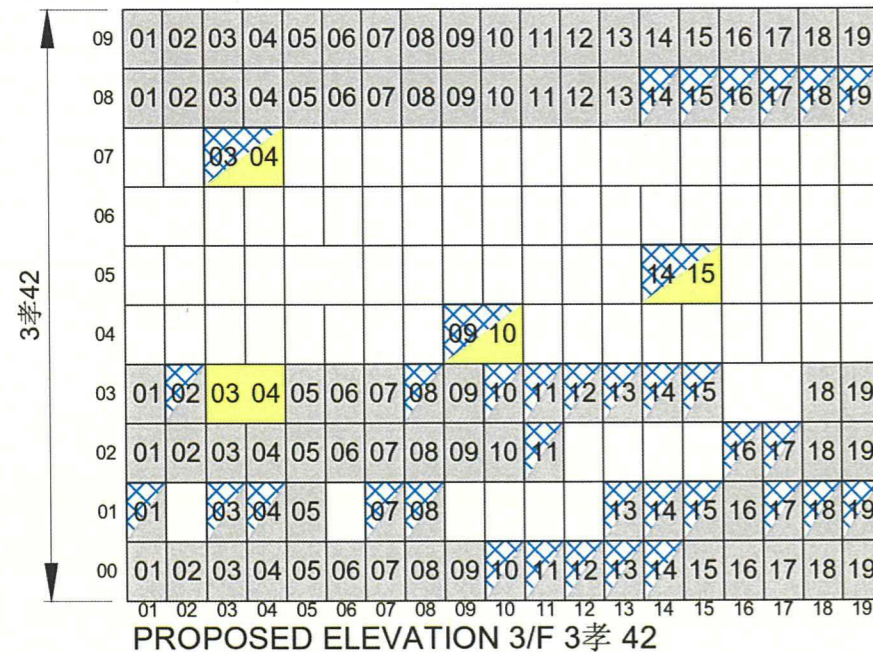 09 01 02 03 04 05 06 07 08 09 10 11 12 13 14 15 16 17 18 19
08 01 02 03 04 05 06 07 08 09 10 11 12 13 14 15 16 17 18 19
07 03 04
06
05 14 15
04 09 10
3孝42
03 01 02 03 04 05 06 07 08 09 10 11 12 13 14 15 18 19
02 01 02 03 04 05 06 07 08 09 10 11 16 17 18 19
01 01 03 04 05 07 08 13 14 15 16 17 18 19
00 01 02 03 04 05 06 07 08 09 10 11 12 13 14 15 16 17 18 19
01 02 03 04 05 06 07 08 09 10 11 12 13 14 15 16 17 18 19
PROPOSED ELEVATION 3/F 3孝 42